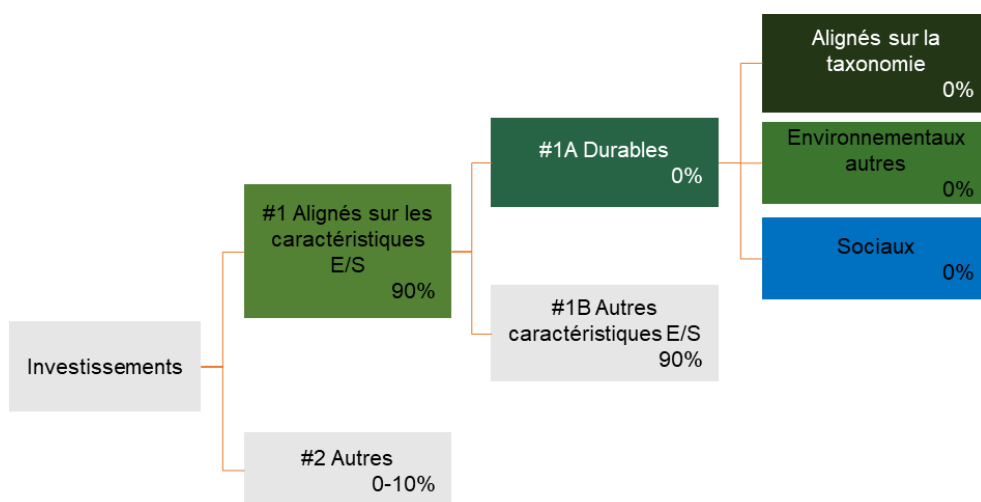 Investissements
#1 Alignés sur les
caractéristiques
E/S
90%
#2 Autres
0-10%
#1A Durables
0%
#1B Autres
caractéristiques E/S
90%
Alignés sur la
taxonomie
0%
Environnementaux
autres
0%
Sociaux
0%